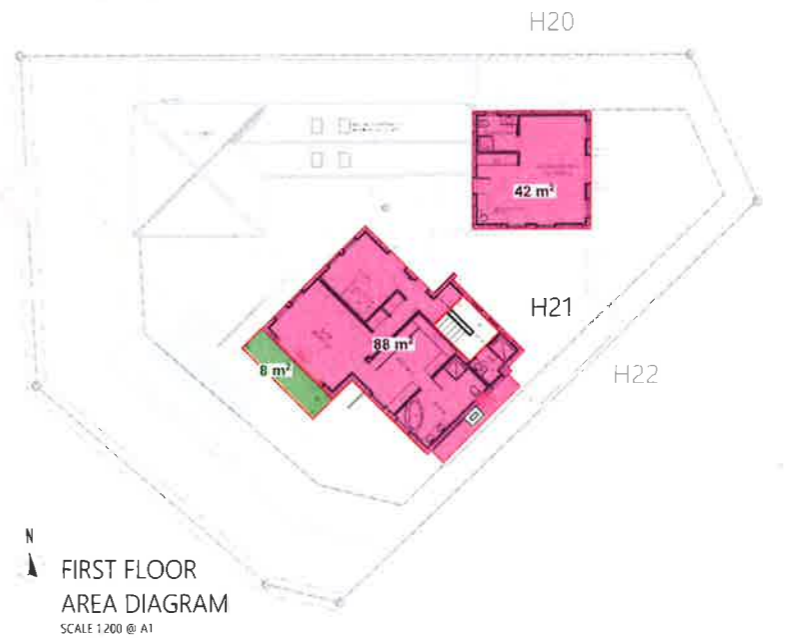 H20
42 m²
H21
88 m²
8 m²
H22
N
FIRST FLOOR
AREA DIAGRAM
SCALE 1:200 @ A1